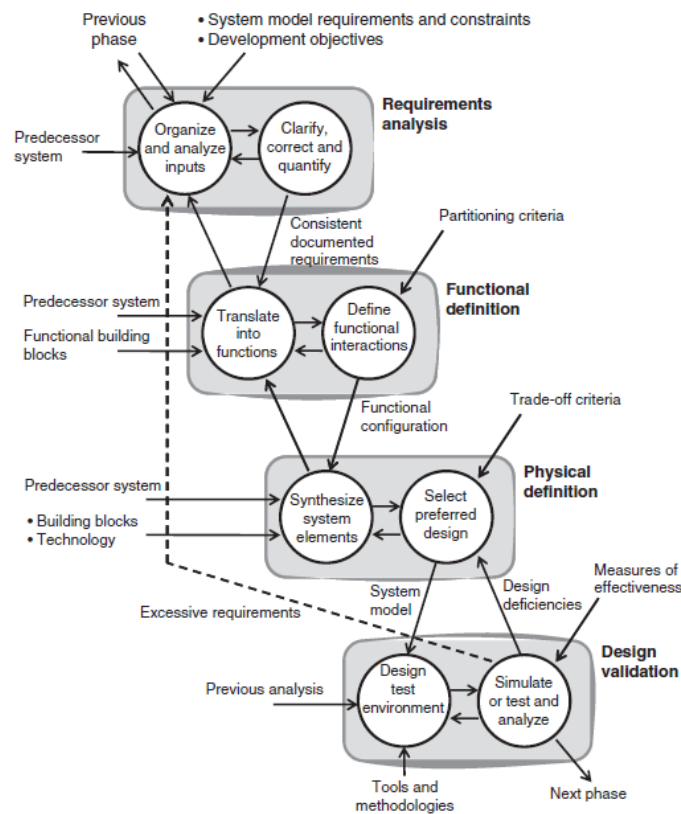 Previous
phase
• System model requirements and constraints
• Development objectives
Requirements
analysis
Predecessor
system
Organize
and analyze
inputs
Clarify,
correct and
quantify
Consistent
documented
requirements
Partitioning criteria
Functional
definition
Predecessor system
Functional building
blocks
Translate
into
functions
Define
functional
interactions
Functional
configuration
Trade-off criteria
Physical
definition
Predecessor system
• Building blocks
• Technology
Synthesize
system
elements
Select
preferred
design
System
model
Design
deficiencies
Measures of
effectiveness
Excessive requirements
Design
validation
Previous analysis
Design
test
environment
Simulate
or test and
analyze
Tools and
methodologies
Next phase